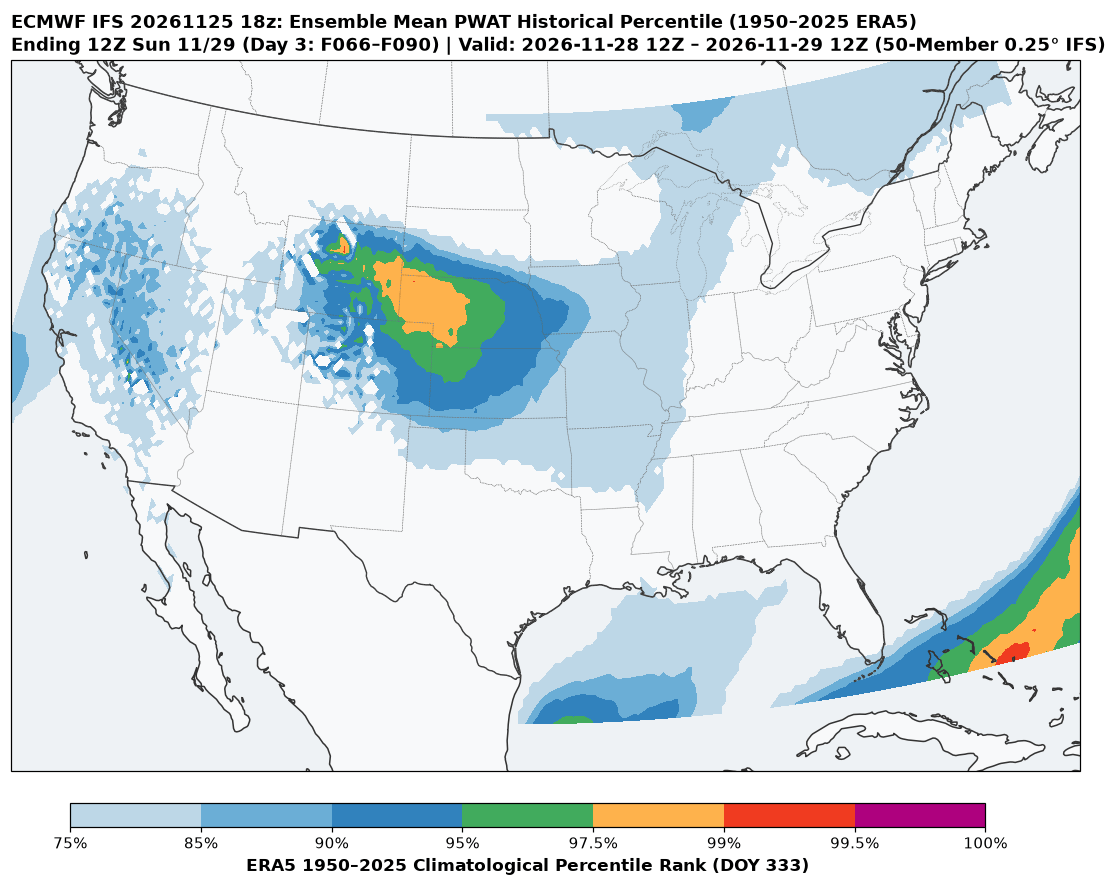 ECMWF IFS 20261125 18z: Ensemble Mean PWAT Historical Percentile (1950–2025 ERA5)
Ending 12Z Sun 11/29 (Day 3: F066–F090) | Valid: 2026-11-28 12Z – 2026-11-29 12Z (50-Member 0.25° IFS)
75% 85% 90% 95% 97.5% 99% 99.5% 100%
ERA5 1950–2025 Climatological Percentile Rank (DOY 333)